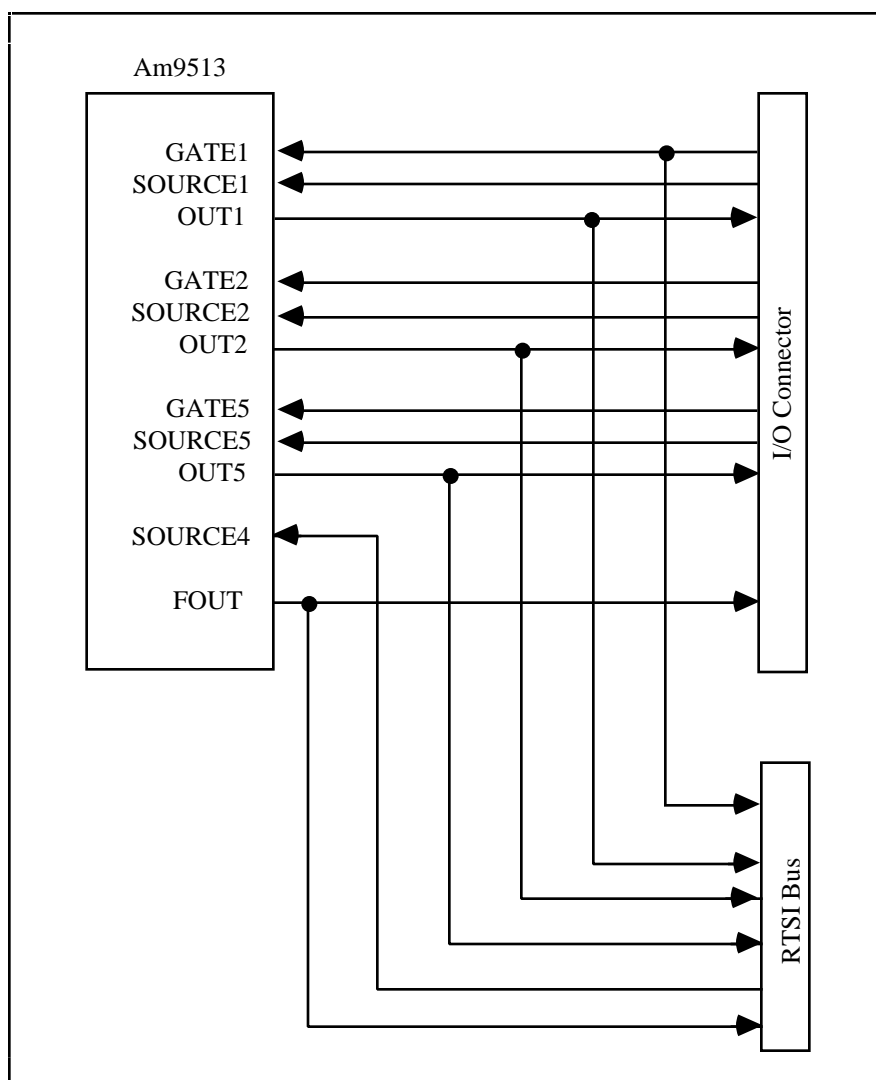 Am9513
GATE1
SOURCE1
OUT1
GATE2
SOURCE2
OUT2
GATE5
SOURCE5
OUT5
SOURCE4
FOUT
I/O Connector
RTSI Bus